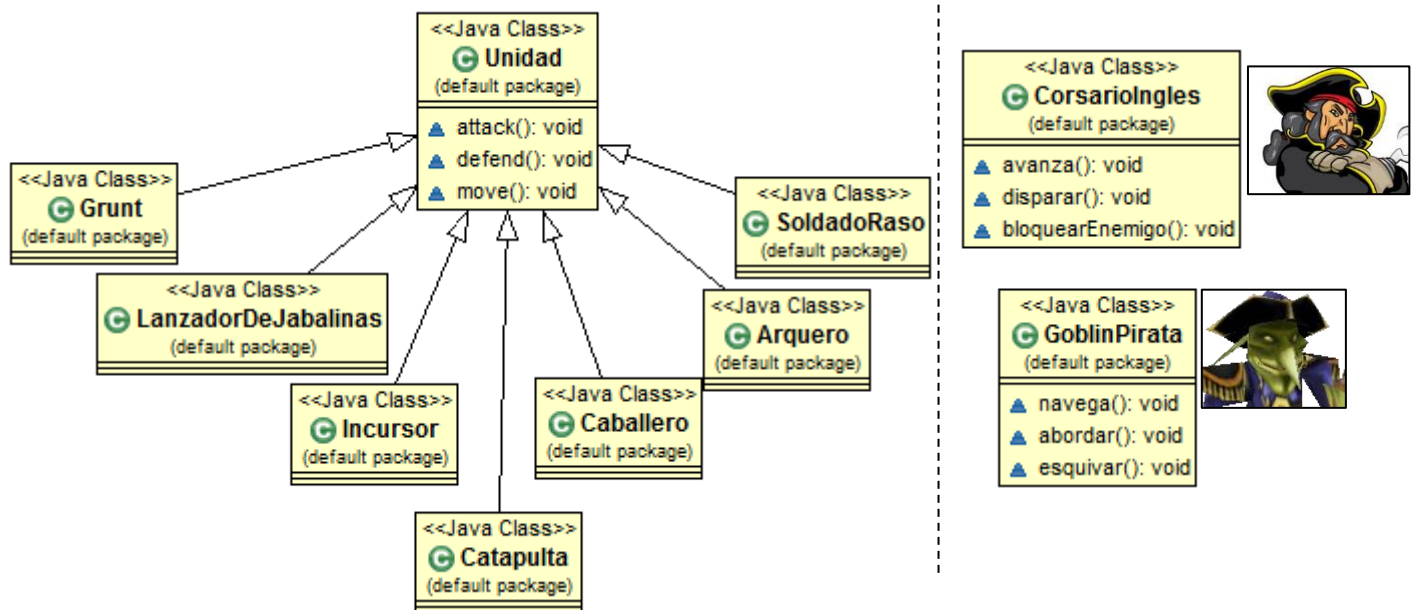 <<Java Class>>
C Unidad
(default package)
attack(): void
defend(): void
move(): void
<<Java Class>>
C Grunt
(default package)
<<Java Class>>
C LanzadorDeJabalinas
(default package)
<<Java Class>>
C Incursor
(default package)
<<Java Class>>
C Catapulta
(default package)
<<Java Class>>
C Caballero
(default package)
<<Java Class>>
C Arquero
(default package)
<<Java Class>>
C SoldadoRaso
(default package)
<<Java Class>>
C CorsarioIngles
(default package)
avanza(): void
disparar(): void
bloquearEnemigo(): void
<<Java Class>>
C GoblinPirata
(default package)
navega(): void
abordar(): void
esquivar(): void